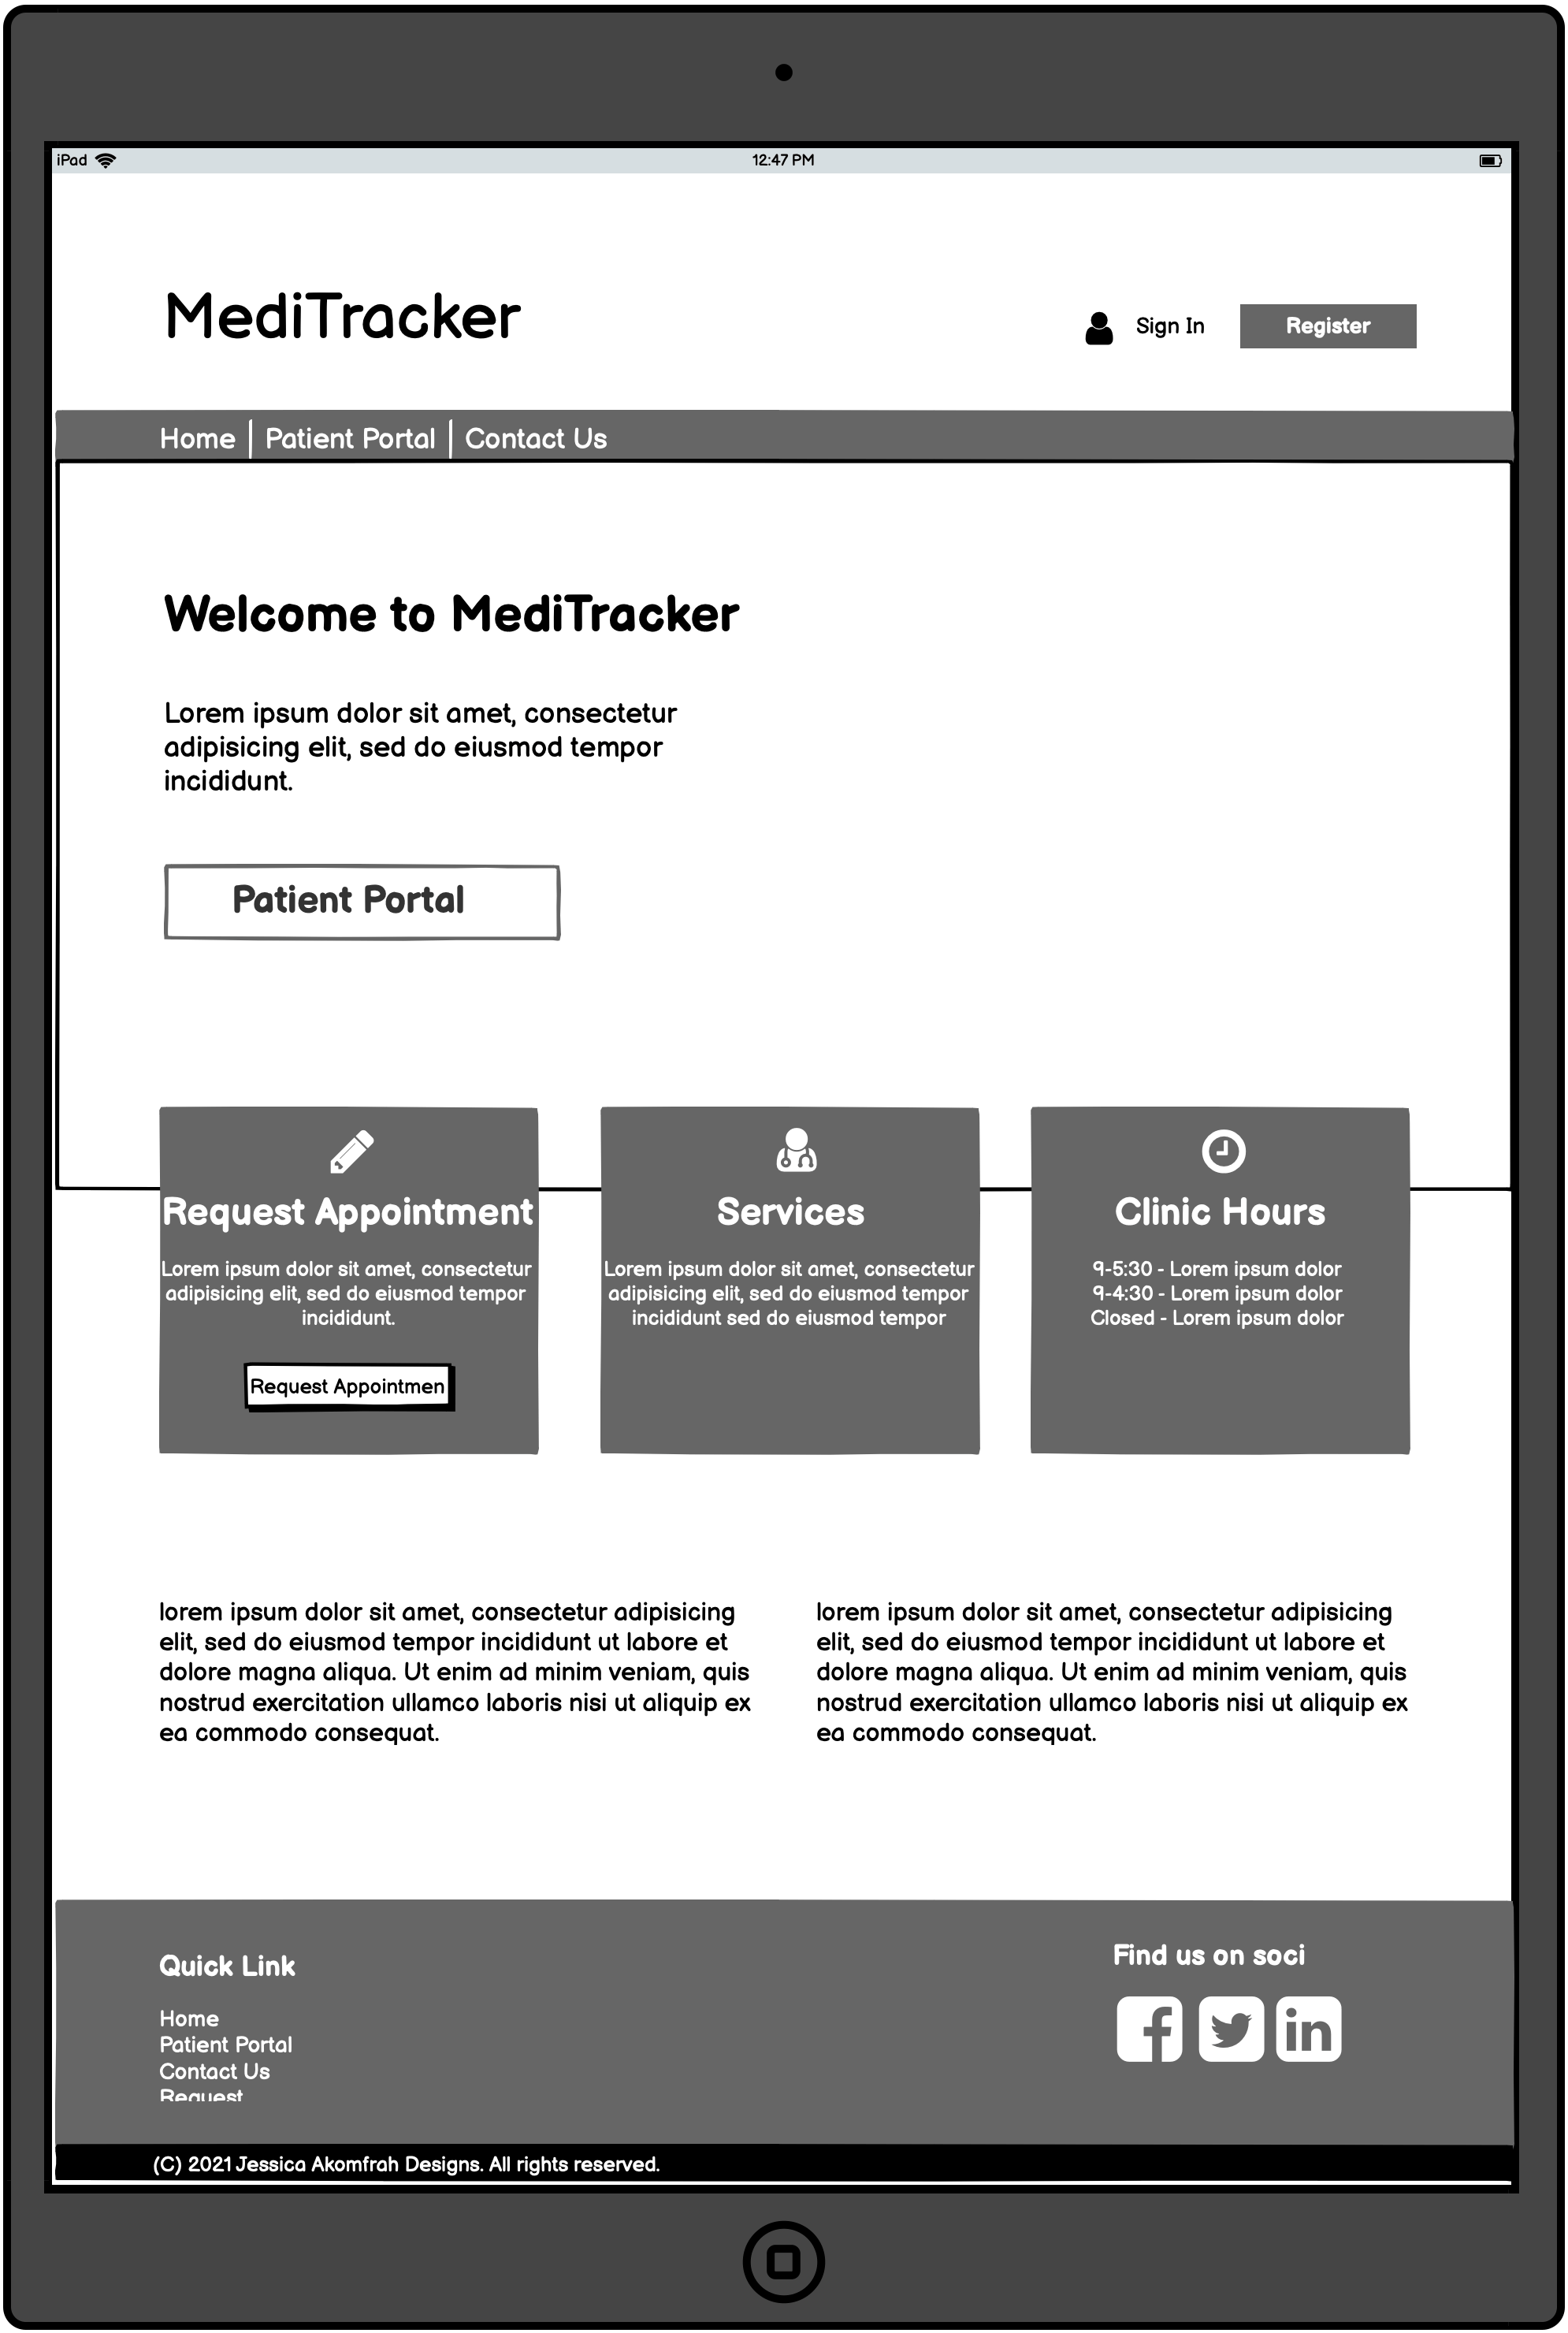 iPad
12:47 PM
MediTracker
Sign In
Register
Home
Patient Portal
Contact Us
Welcome to MediTracker
Lorem ipsum dolor sit amet, consectetur
adipisicing elit, sed do eiusmod tempor
incididunt.
Patient Portal
Request Appointment
Lorem ipsum dolor sit amet, consectetur
adipisicing elit, sed do eiusmod tempor
incididunt.
Request Appointmen
Services
Lorem ipsum dolor sit amet, consectetur
adipisicing elit, sed do eiusmod tempor
incididunt sed do eiusmod tempor
Clinic Hours
9-5:30 - Lorem ipsum dolor
9-4:30 - Lorem ipsum dolor
Closed - Lorem ipsum dolor
lorem ipsum dolor sit amet, consectetur adipisicing
elit, sed do eiusmod tempor incididunt ut labore et
dolore magna aliqua. Ut enim ad minim veniam, quis
nostrud exercitation ullamco laboris nisi ut aliquip ex
ea commodo consequat.
lorem ipsum dolor sit amet, consectetur adipisicing
elit, sed do eiusmod tempor incididunt ut labore et
dolore magna aliqua. Ut enim ad minim veniam, quis
nostrud exercitation ullamco laboris nisi ut aliquip ex
ea commodo consequat.
Quick Link
Home
Patient Portal
Contact Us
Request
Find us on soci
f
in
(C) 2021 Jessica Akomfrah Designs. All rights reserved.